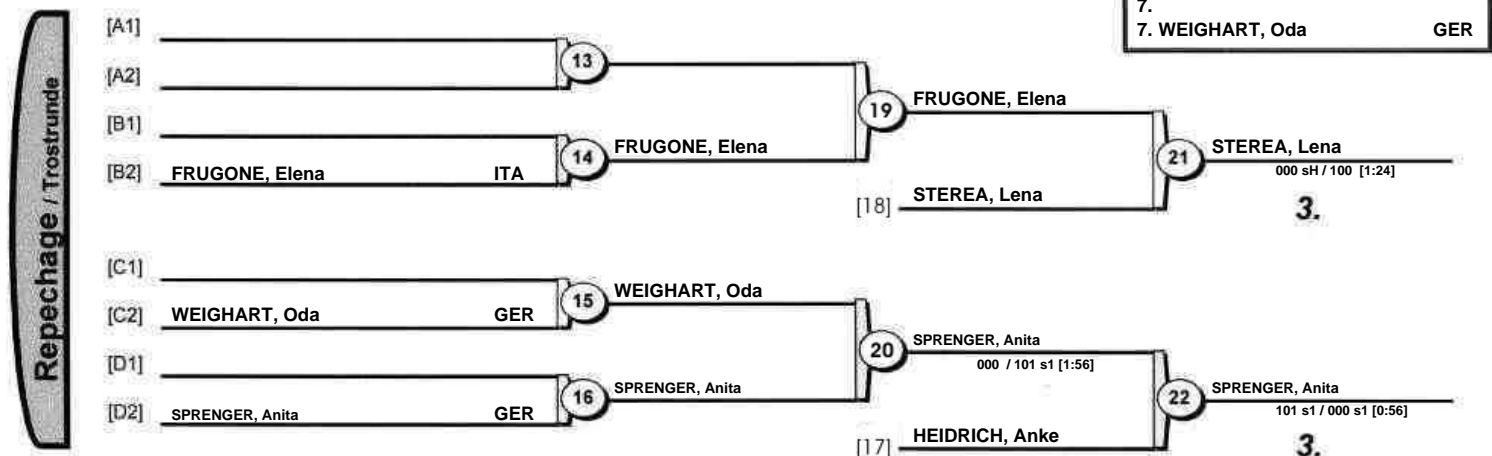 7.
7. WEIGHART, Oda GER
Repechage / Trostrunde
[A1]
13
[A2]
19 FRUGONE, Elena
[B1]
14 FRUGONE, Elena
[B2] FRUGONE, Elena ITA
21 STEREA, Lena
000 sH / 100 [1:24]
[18] STEREA, Lena
3.
[C1]
15 WEIGHART, Oda
[C2] WEIGHART, Oda GER
20 SPRENGER, Anita
000 / 101 s1 [1:56]
[D1]
16 SPRENGER, Anita
[D2] SPRENGER, Anita GER
22 SPRENGER, Anita
101 s1 / 000 s1 [0:56]
[17] HEIDRICH, Anke
3.